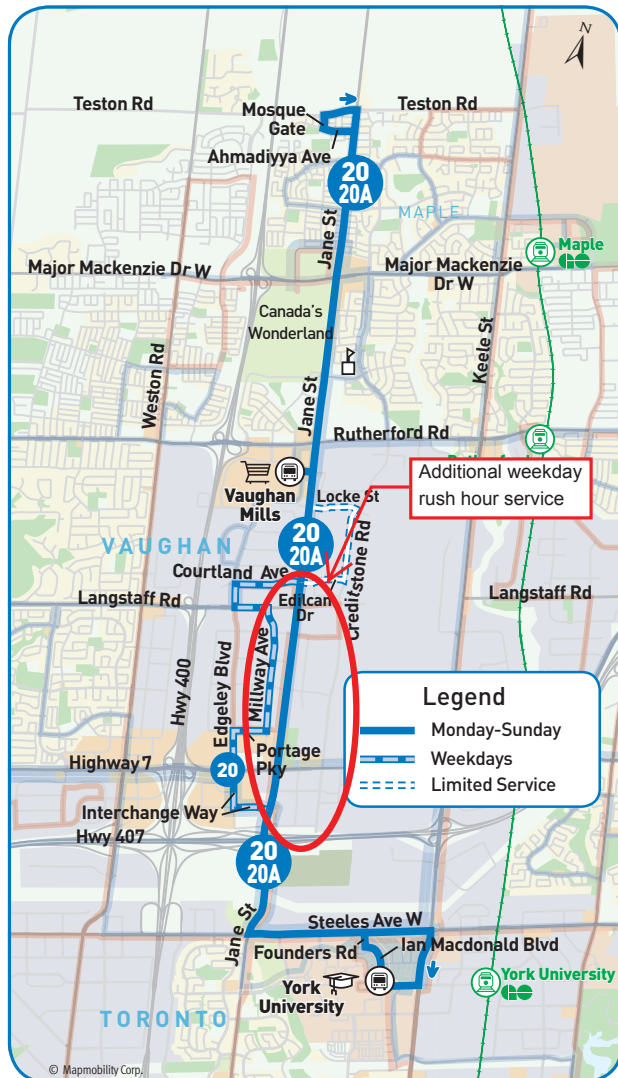 N
Teston Rd
Mosque
Gate
Teston Rd
Ahmadiyya Ave
20
20A
MAPLE
Jane St
Maple
GO
Major Mackenzie Dr W
Major Mackenzie
Dr W
Canada's
Wonderland
Keele St
Weston Rd
Jane St
Rutherford Rd
Vaughan
Mills
Additional weekday
rush hour service
Locke St
20
20A
VAUGHAN
Creditstone Rd
Courtland Ave
Langstaff Rd
Edilcan
Dr
Langstaff Rd
Hwy 400
Edgeley Blvd
Millway Ave
Legend
Monday-Sunday
Weekdays
Limited Service
Portage
Pky
Highway 7
20
Interchange Way
Hwy 407
20
20A
Jane St
Steeles Ave W
Founders Rd
Ian Macdonald Blvd
York
University
York University
GO
TORONTO
© Mapmobility Corp.